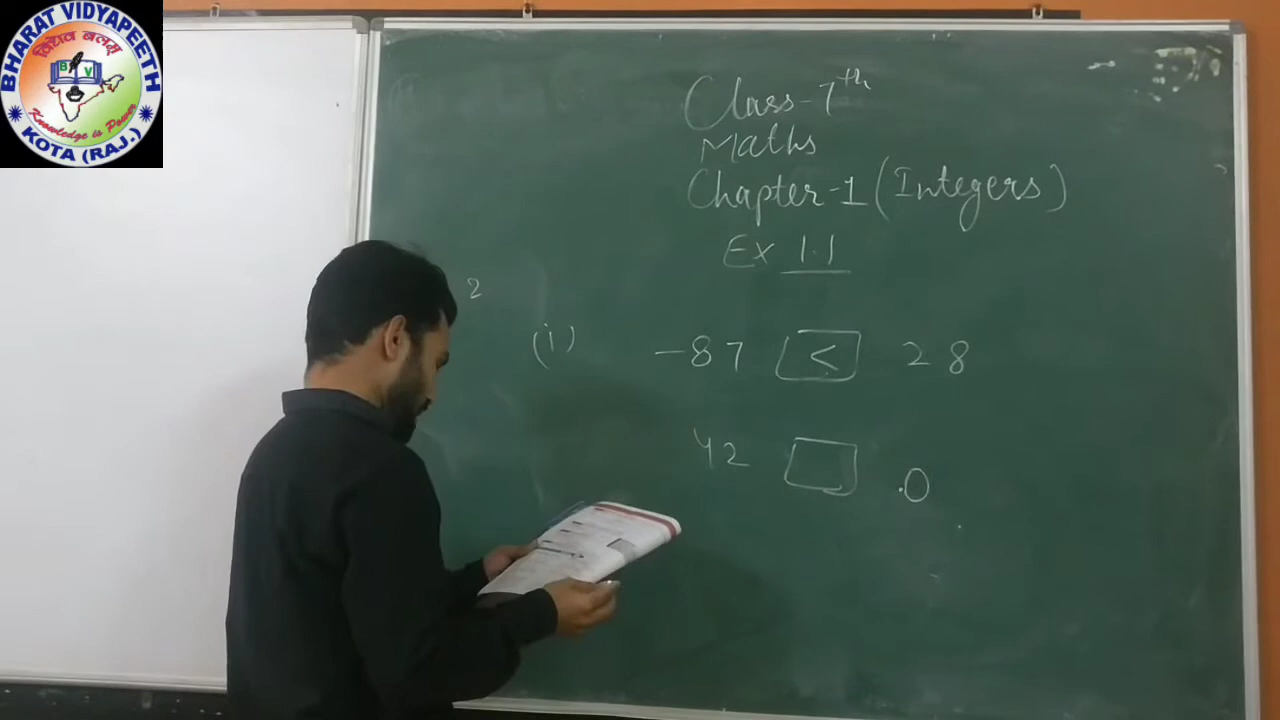 BHARAT VIDYAPEETH
विद्यैव बलम्
B V
Knowledge is Power
KOTA (RAJ.)
Class-7th
Maths
Chapter-1 (Integers)
Ex 1.1
2
(i) -87 < 28
42 0